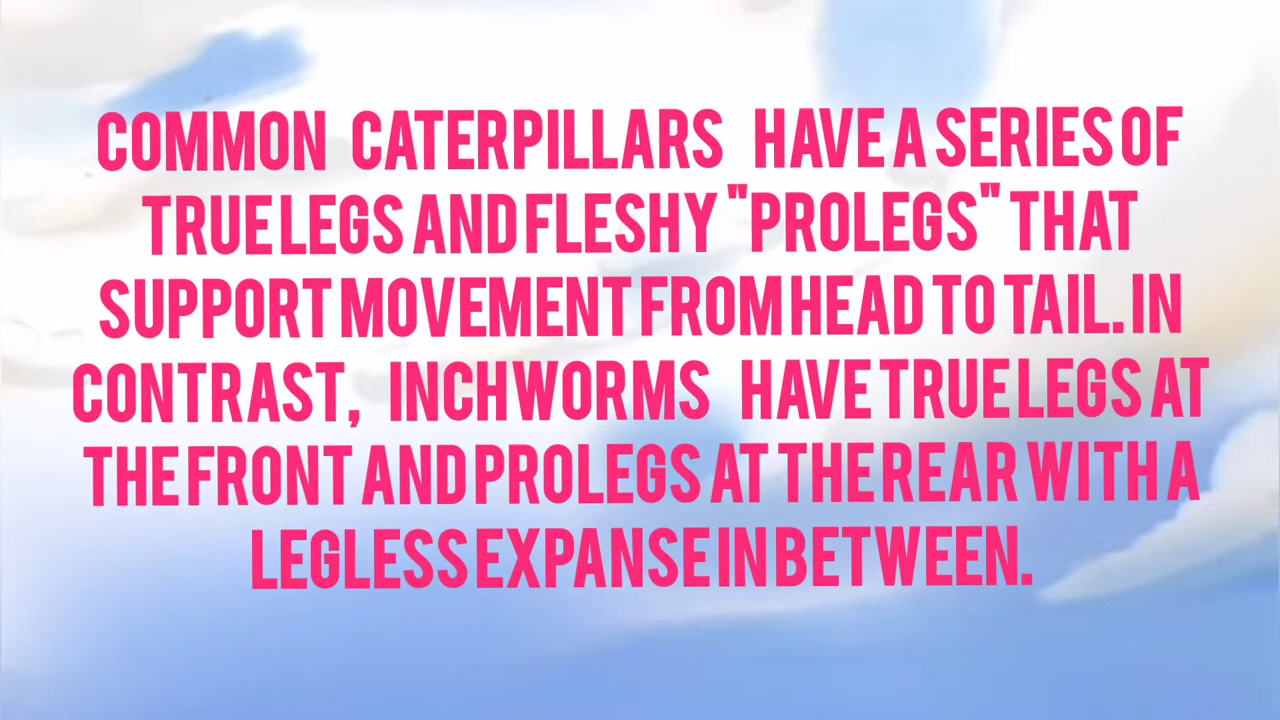 COMMON CATERPILLARS HAVE A SERIES OF
TRUE LEGS AND FLESHY "PROLEGS" THAT
SUPPORT MOVEMENT FROM HEAD TO TAIL. IN
CONTRAST, INCHWORMS HAVE TRUE LEGS AT
THE FRONT AND PROLEGS AT THE REAR WITH A
LEGLESS EXPANSE IN BETWEEN.